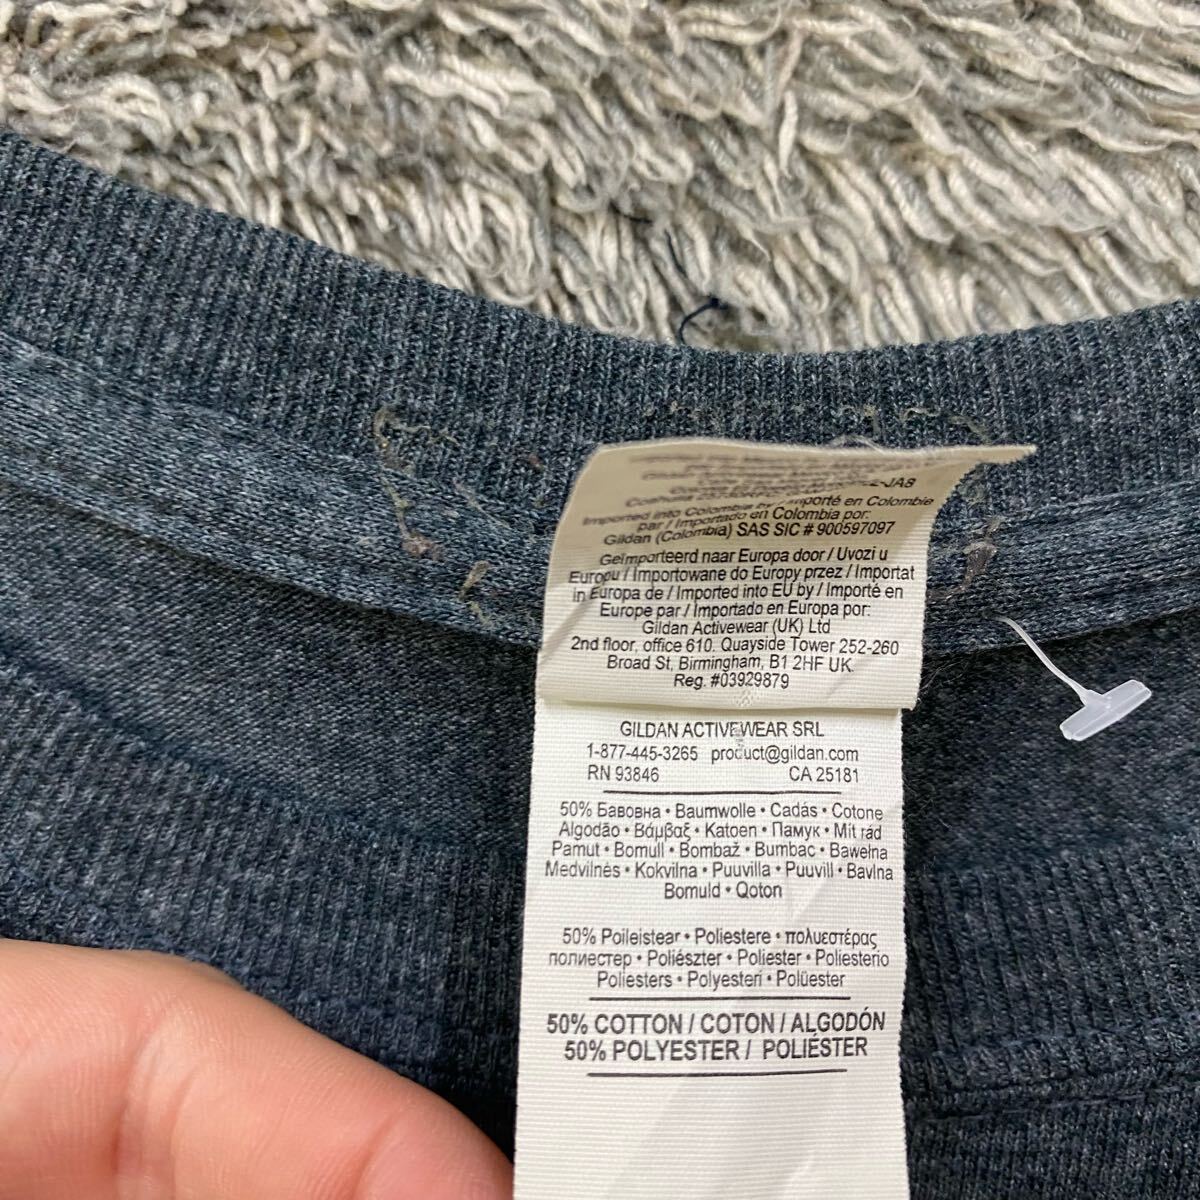 2-JA8
Imported into Colombia by / Importé en Colombie
par / Importado en Colombia por:
Gildan (Colombia) SAS SIC # 900597097
Geïmporteerd naar Europa door / Uvozi u
Europu / Importowane do Europy przez / Importat
in Europa de / Imported into EU by / Importé en
Europe par / Importado en Europa por:
Gildan Activewear (UK) Ltd
2nd floor, office 610, Quayside Tower 252-260
Broad St, Birmingham, B1 2HF UK.
Reg. #03929879
GILDAN ACTIVEWEAR SRL
1-877-445-3265 product@gildan.com
RN 93846 CA 25181
50% Бавовна • Baumwolle • Cadás • Cotone
Algodão • Βάμβαξ • Katoen • Памук • Mit rád
Pamut • Bomull • Bombaž • Bumbac • Bawełna
Medvilnės • Kokvilna • Puuvilla • Puuvill • Bavlna
Bomuld • Qoton
50% Poileistear • Poliestere • πολυεστέρας
полиестер • Poliészter • Poliester • Poliesterio
Poliesters • Polyesteri • Polüester
50% COTTON / COTON / ALGODÓN
50% POLYESTER / POLIÉSTER